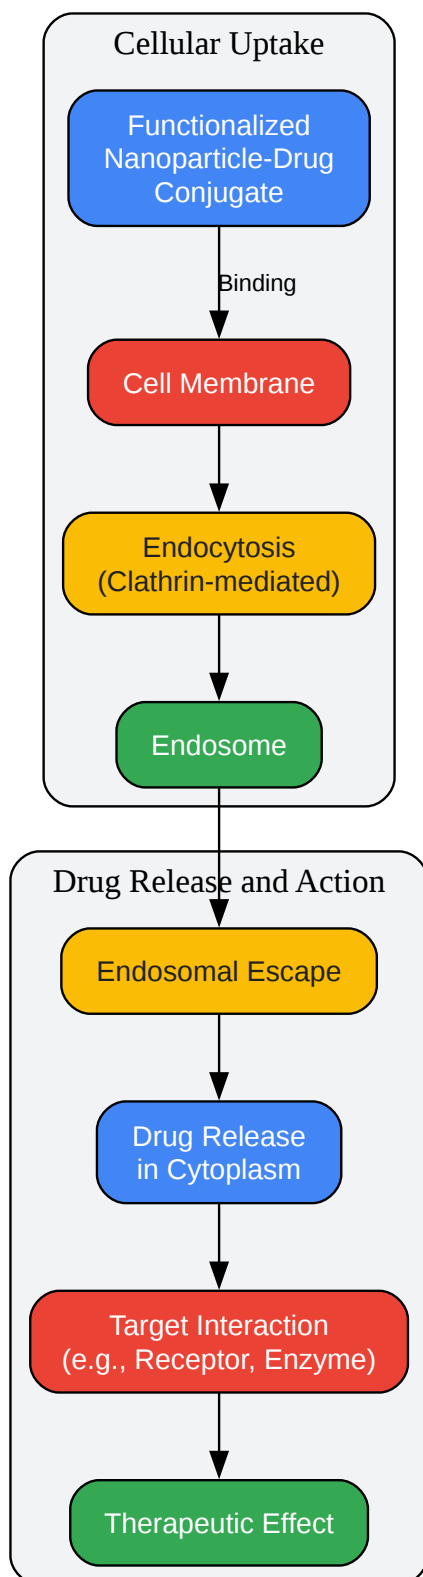 Cellular Uptake
Functionalized
Nanoparticle-Drug
Conjugate
Binding
Cell Membrane
Endocytosis
(Clathrin-mediated)
Endosome
Drug Release and Action
Endosomal Escape
Drug Release
in Cytoplasm
Target Interaction
(e.g., Receptor, Enzyme)
Therapeutic Effect